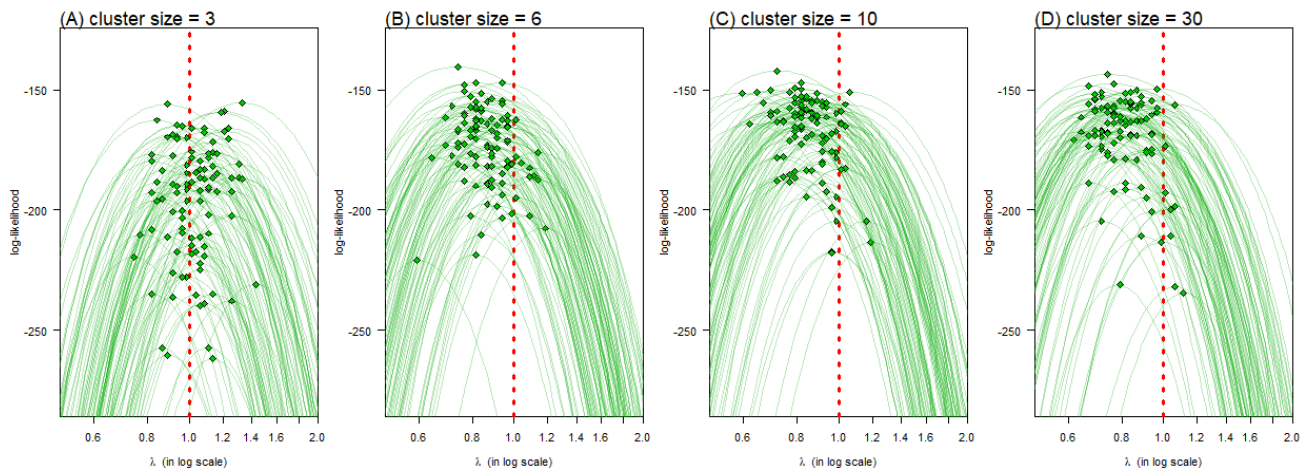 (A) cluster size = 3
(B) cluster size = 6
(C) cluster size = 10
(D) cluster size = 30
log-likelihood
-150
-200
-250
0.6 0.8 1.0 1.2 1.4 1.6 2.0
λ (in log scale)
log-likelihood
-150
-200
-250
0.6 0.8 1.0 1.2 1.4 1.6 2.0
λ (in log scale)
log-likelihood
-150
-200
-250
0.6 0.8 1.0 1.2 1.4 1.6 2.0
λ (in log scale)
log-likelihood
-150
-200
-250
0.6 0.8 1.0 1.2 1.4 1.6 2.0
λ (in log scale)